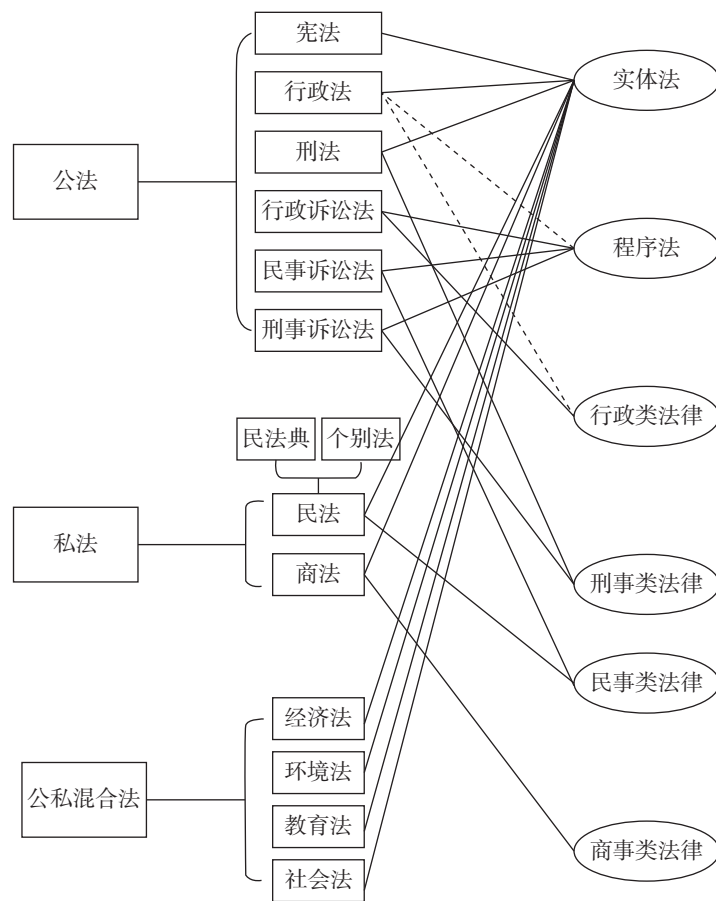 公法
宪法
行政法
刑法
行政诉讼法
民事诉讼法
刑事诉讼法
私法
民法典
个别法
民法
商法
公私混合法
经济法
环境法
教育法
社会法
实体法
程序法
行政类法律
刑事类法律
民事类法律
商事类法律